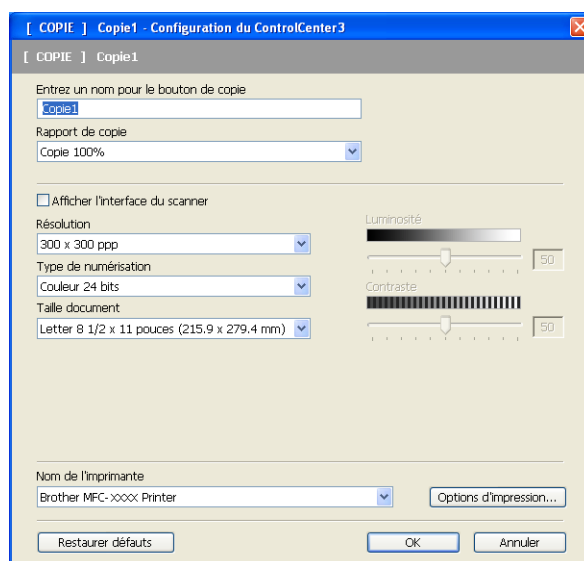 [ COPIE ] Copie1 - Configuration du ControlCenter3
[ COPIE ] Copie1
Entrez un nom pour le bouton de copie
Copie1
Rapport de copie
Copie 100%
Afficher l'interface du scanner
Résolution
300 x 300 ppp
Type de numérisation
Couleur 24 bits
Taille document
Letter 8 1/2 x 11 pouces (215.9 x 279.4 mm)
Luminosité
50
Contraste
50
Nom de l'imprimante
Brother MFC-XXXX Printer
Options d'impression...
Restaurer défauts
OK
Annuler